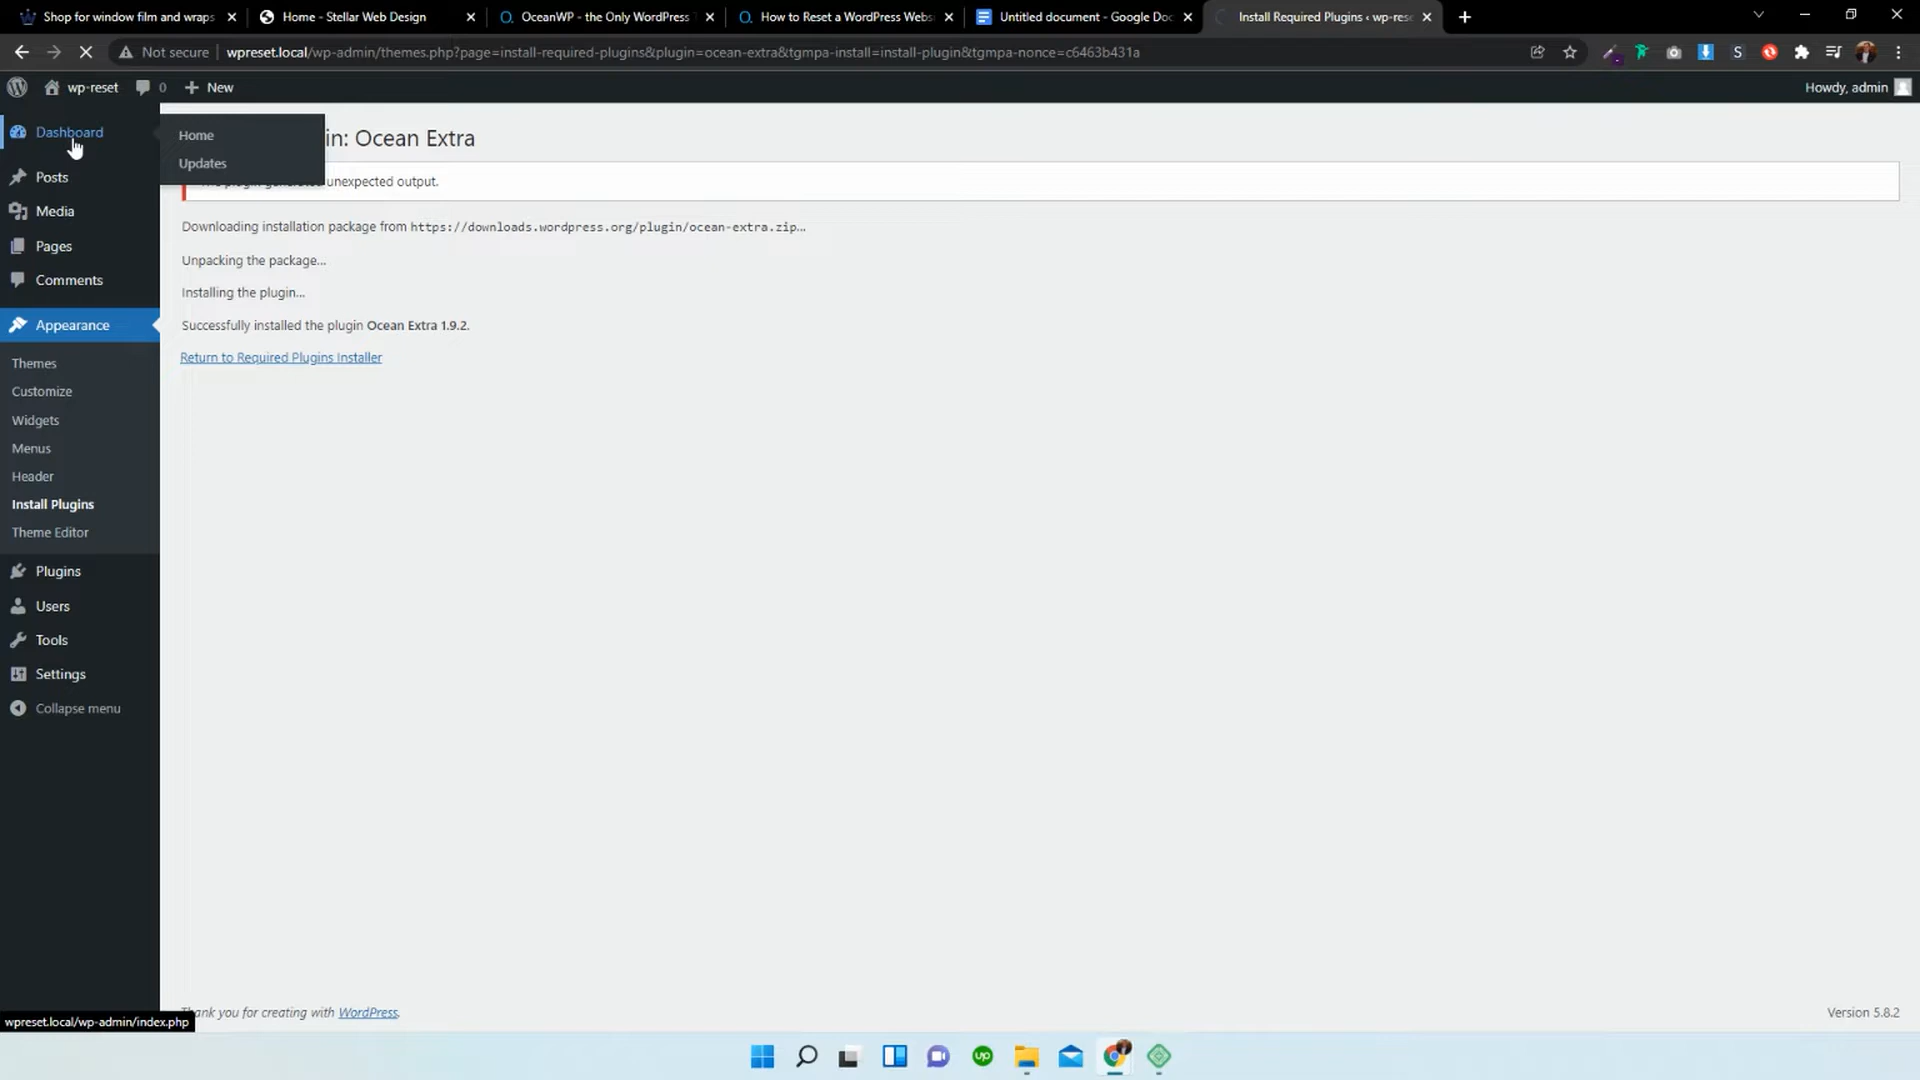 Shop for window film and wraps
Home - Stellar Web Design
OceanWP - the Only WordPress
How to Reset a WordPress Webs
Untitled document - Google Doc
Install Required Plugins ‹ wp-rese
Not secure
wpreset.local/wp-admin/themes.php?page=install-required-plugins&plugin=ocean-extra&tgmpa-install=install-plugin&tgmpa-nonce=c6463b431a
wp-reset
0
New
Howdy, admin
Dashboard
Home
Updates
in: Ocean Extra
unexpected output.
Posts
Media
Pages
Comments
Appearance
Themes
Customize
Widgets
Menus
Header
Install Plugins
Theme Editor
Plugins
Users
Tools
Settings
Collapse menu
Downloading installation package from https://downloads.wordpress.org/plugin/ocean-extra.zip…
Unpacking the package…
Installing the plugin…
Successfully installed the plugin Ocean Extra 1.9.2.
Return to Required Plugins Installer
you for creating with WordPress.
Version 5.8.2
wpreset.local/wp-admin/index.php